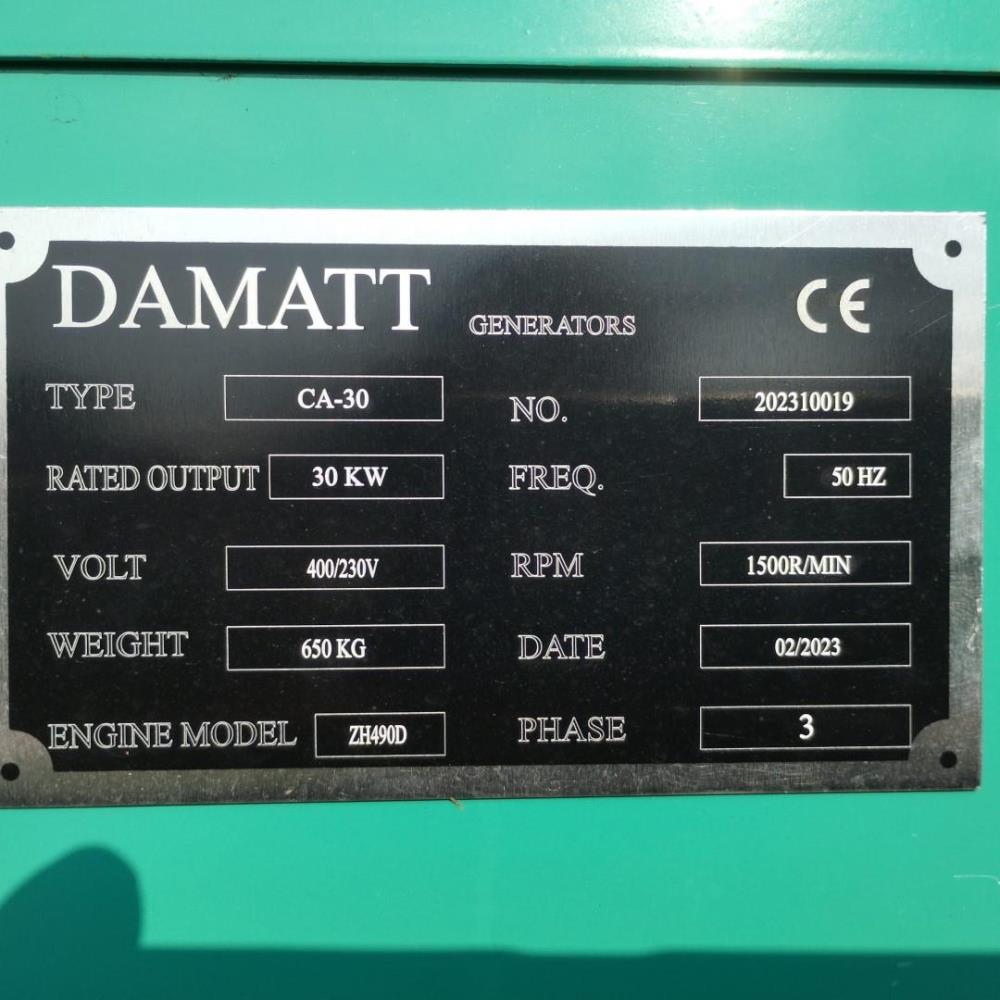 DAMATT GENERATORS CE
TYPE CA-30 NO. 202310019
RATED OUTPUT 30 KW FREQ. 50 HZ
VOLT 400/230V RPM 1500R/MIN
WEIGHT 650 KG DATE 02/2023
ENGINE MODEL ZH490D PHASE 3